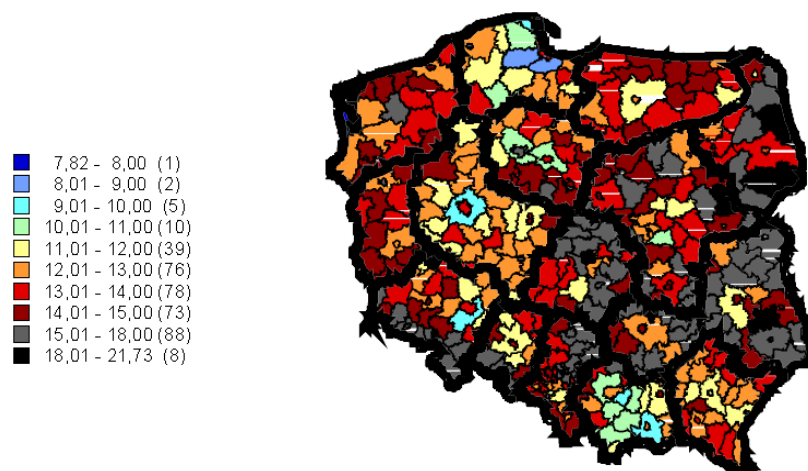 7,82 – 8,00 (1)
8,01 – 9,00 (2)
9,01 – 10,00 (5)
10,01 – 11,00 (10)
11,01 – 12,00 (39)
12,01 – 13,00 (76)
13,01 – 14,00 (78)
14,01 – 15,00 (73)
15,01 – 18,00 (88)
18,01 – 21,73 (8)